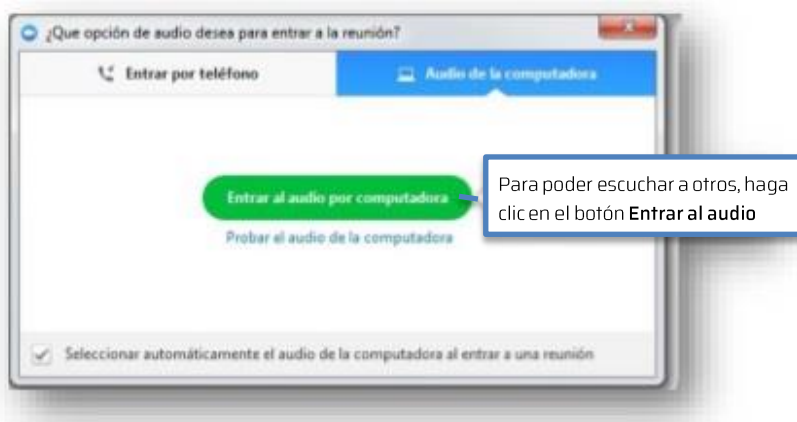 ¿Que opción de audio desea para entrar a la reunión?
Entrar por teléfono
Audio de la computadora
Entrar al audio por computadora
Para poder escuchar a otros, haga
clic en el botón Entrar al audio
Probar el audio de la computadora
Seleccionar automáticamente el audio de la computadora al entrar a una reunión